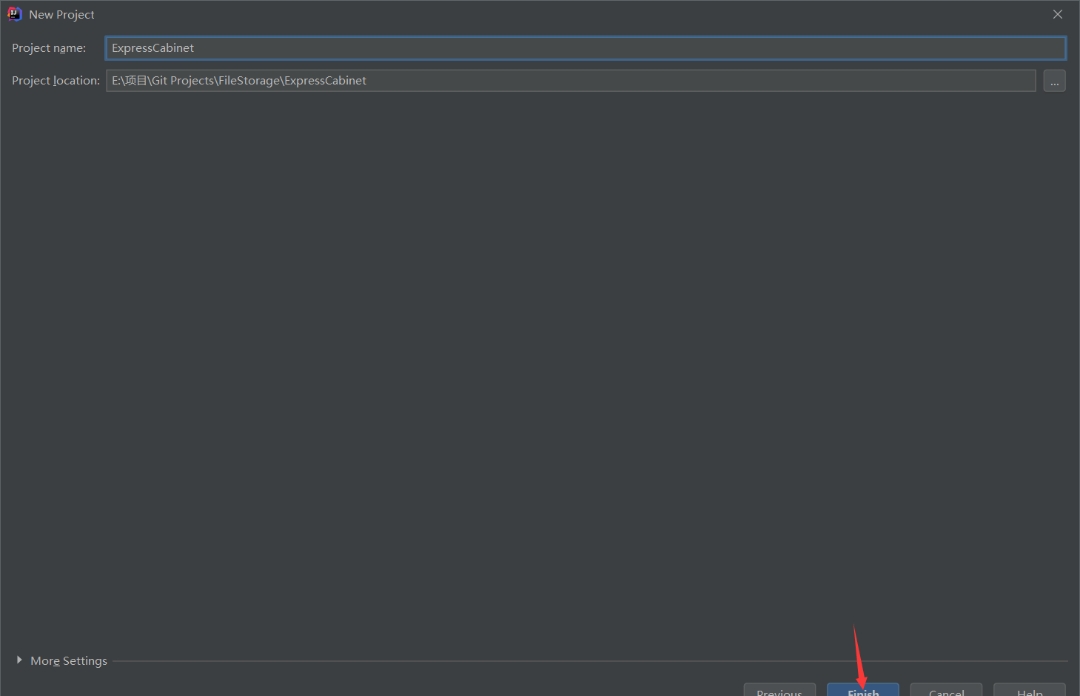 New Project
Project name: ExpressCabinet
Project location: E:\项目\Git Projects\FileStorage\ExpressCabinet ...
More Settings
Previous Finish Cancel Help